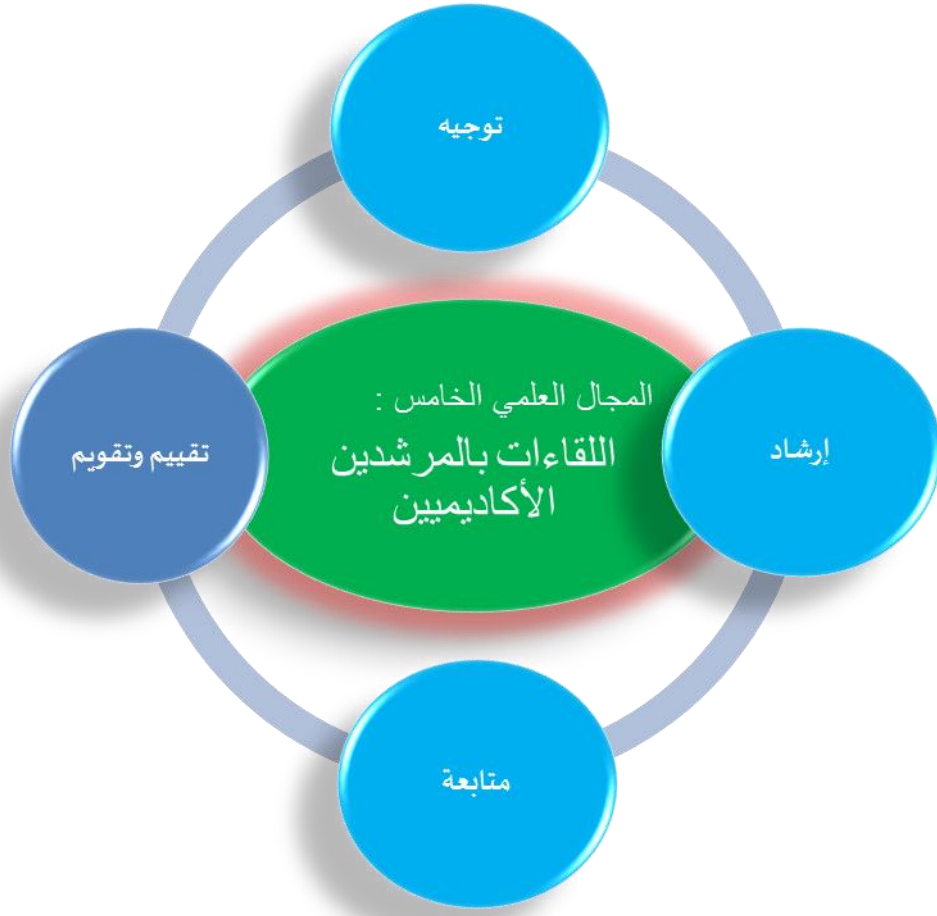 توجيه
المجال العلمي الخامس :
اللقاءات بالمرشدين
الأكاديميين
إرشاد
متابعة
تقييم وتقويم